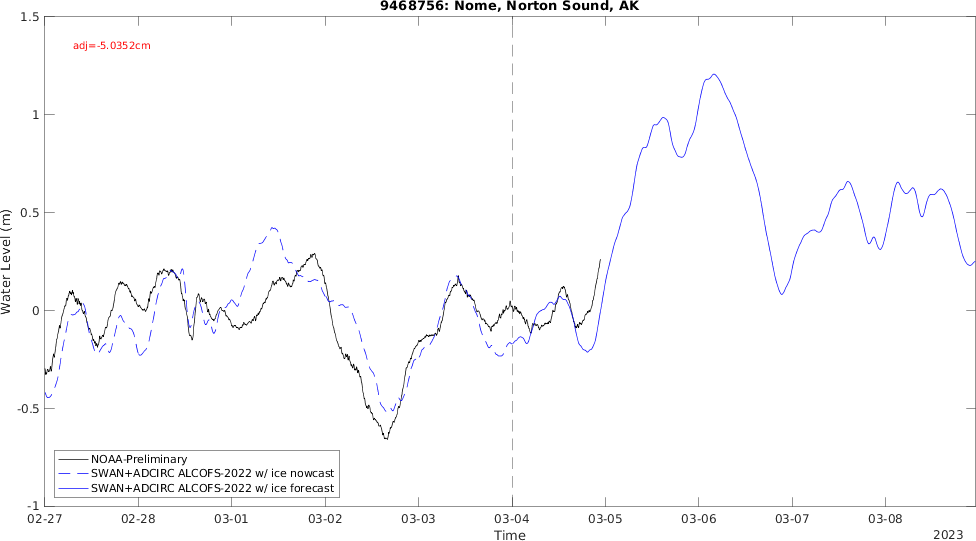 9468756: Nome, Norton Sound, AK
adj=-5.0352cm
1.5
1
0.5
0
-0.5
-1
Water Level (m)
NOAA-Preliminary
SWAN+ADCIRC ALCOFS-2022 w/ ice nowcast
SWAN+ADCIRC ALCOFS-2022 w/ ice forecast
02-27 02-28 03-01 03-02 03-03 03-04 03-05 03-06 03-07 03-08
Time
2023